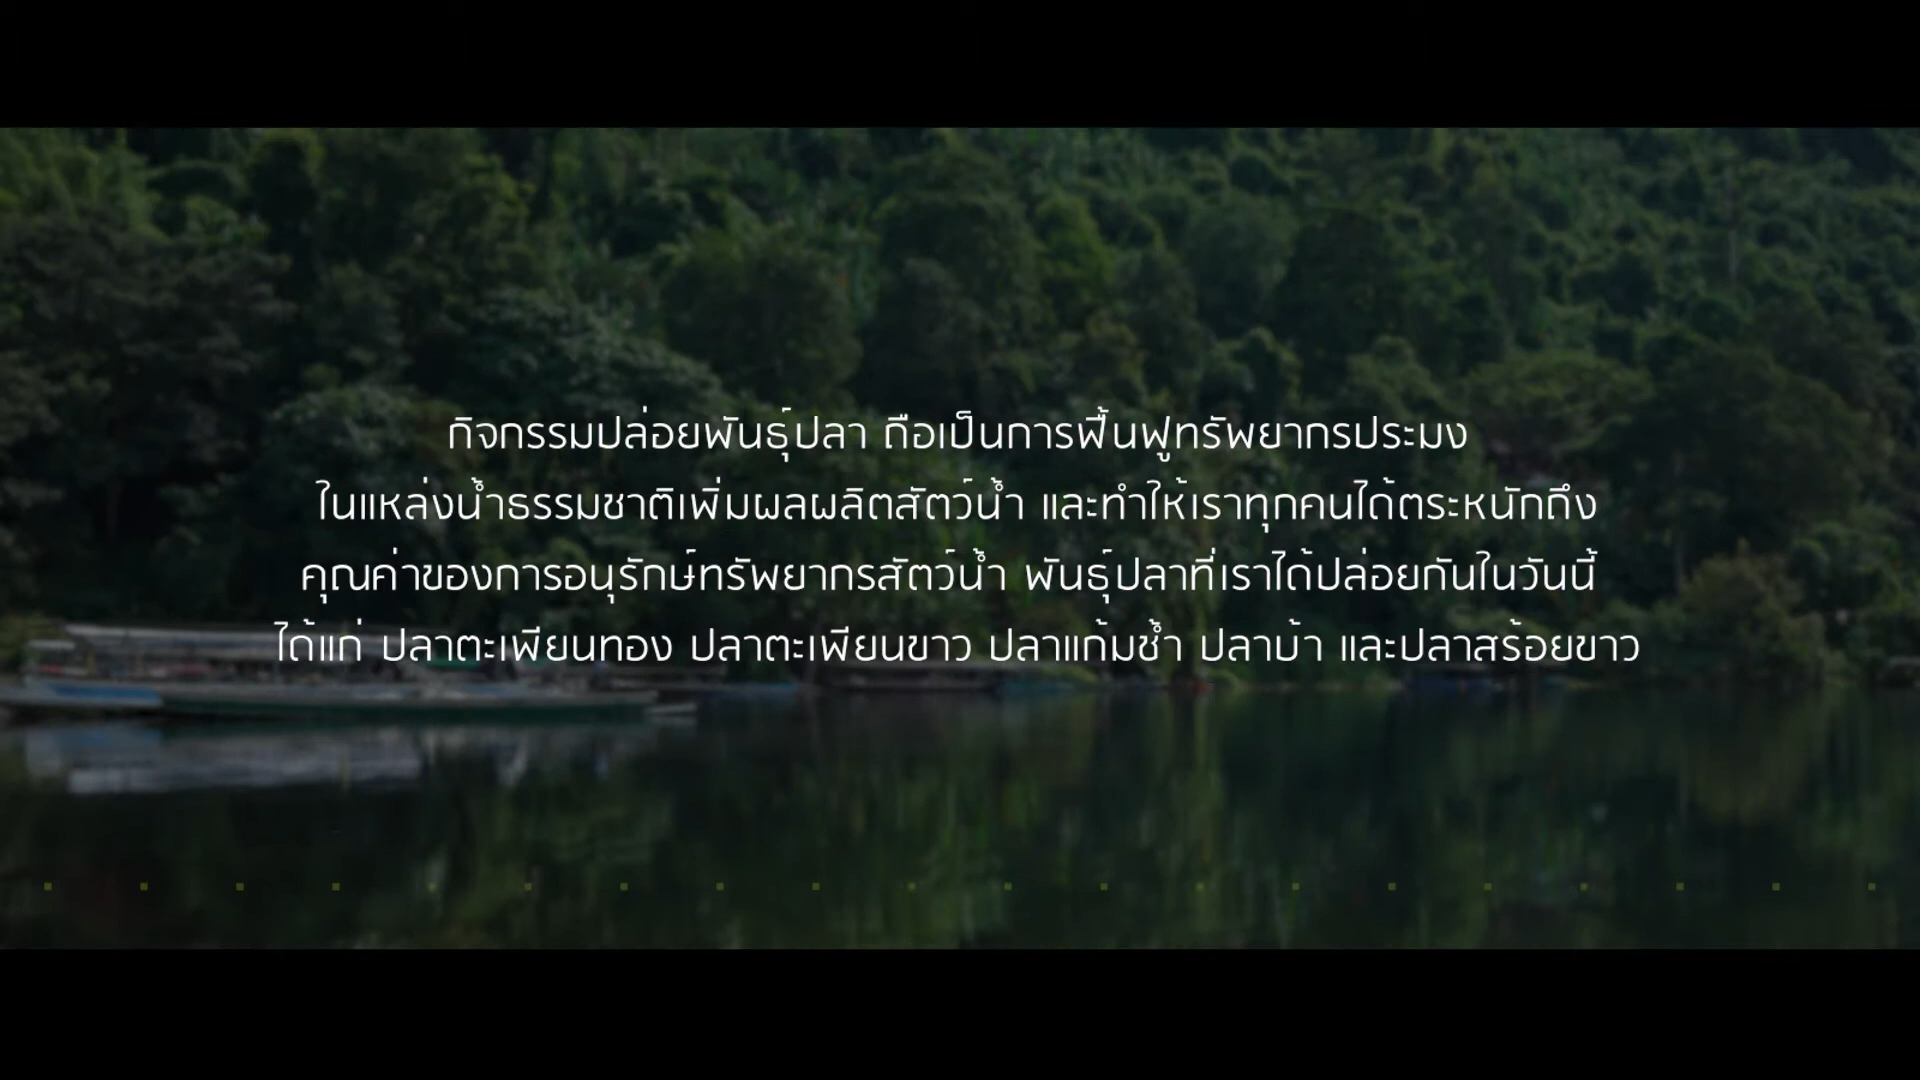 กิจกรรมปล่อยพันธุ์ปลา ถือเป็นการฟื้นฟูทรัพยากรประมง
ในแหล่งน้ำธรรมชาติเพิ่มผลผลิตสัตว์น้ำ และทำให้เราทุกคนได้ตระหนักถึง
คุณค่าของการอนุรักษ์ทรัพยากรสัตว์น้ำ พันธุ์ปลาที่เราได้ปล่อยกันในวันนี้
ได้แก่ ปลาตะเพียนทอง ปลาตะเพียนขาว ปลาแก้มช้ำ ปลาบ้า และปลาสร้อยขาว